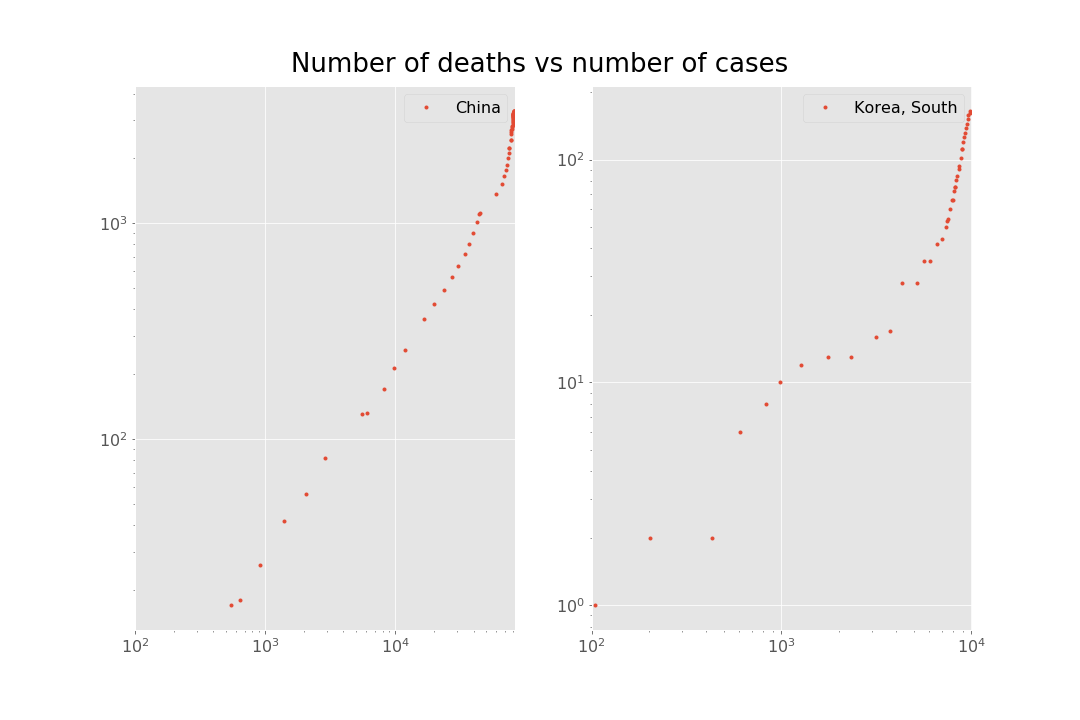 Number of deaths vs number of cases
China
10³
10²
10² 10³ 10⁴
Korea, South
10²
10¹
10⁰
10² 10³ 10⁴